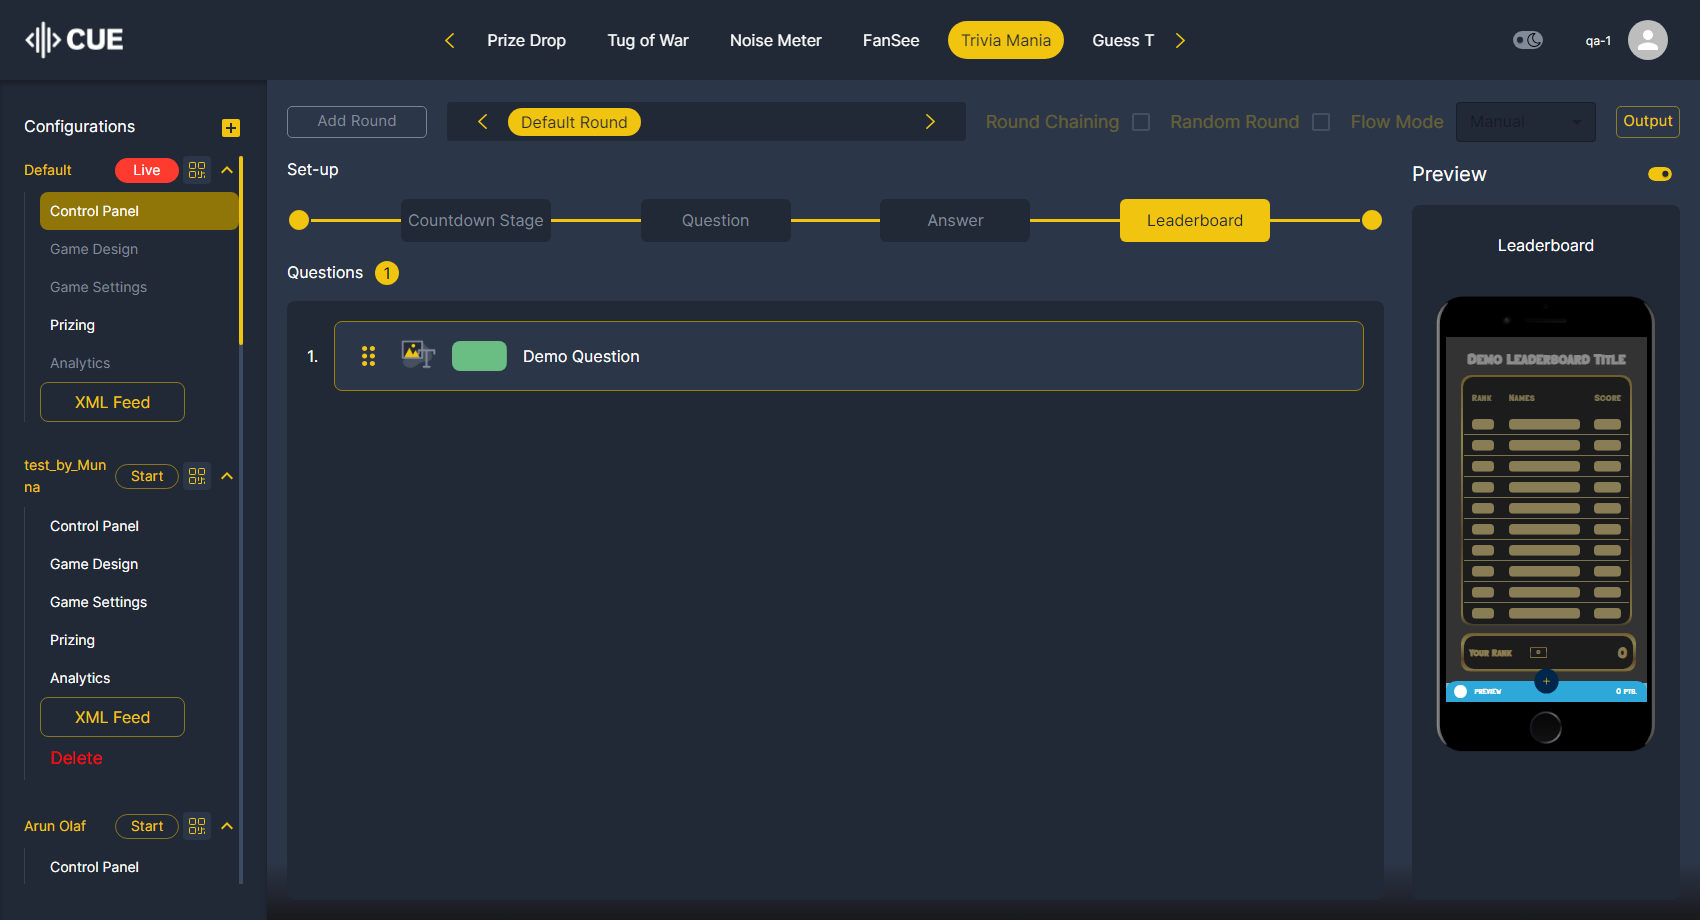 CUE
Prize Drop
Tug of War
Noise Meter
FanSee
Trivia Mania
Guess T
qa-1
Configurations
Default
Live
Control Panel
Game Design
Game Settings
Prizing
Analytics
XML Feed
test_by_Mun
na
Start
Control Panel
Game Design
Game Settings
Prizing
Analytics
XML Feed
Delete
Arun Olaf
Start
Control Panel
Add Round
Default Round
Round Chaining
Random Round
Flow Mode
Manual
Output
Set-up
Countdown Stage
Question
Answer
Leaderboard
Questions 1
1.
Demo Question
Preview
Leaderboard
Demo Leaderboard Title
Rank Names Score
Your Rank 0
PREVIEW 0 PTS.